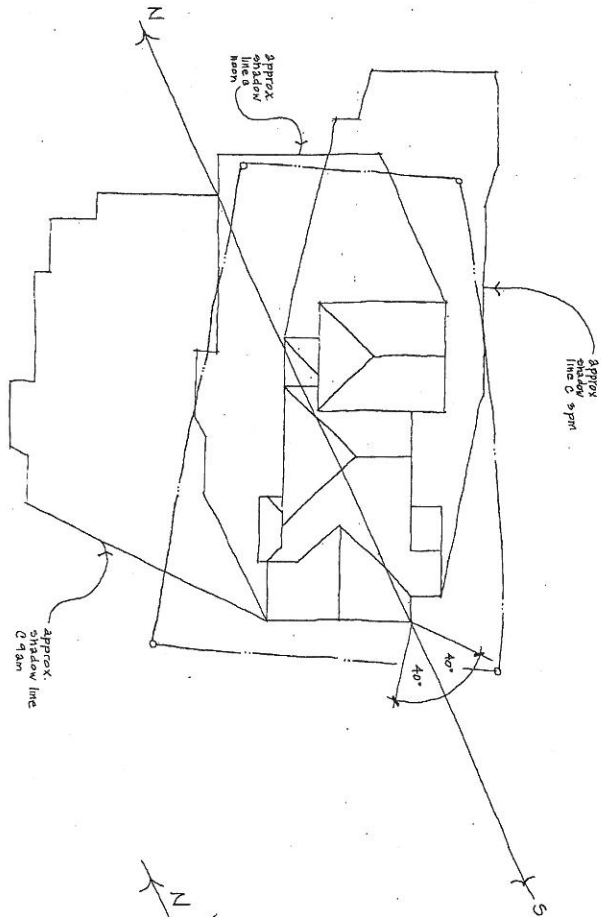 N
approx
shadow
line @
noon
approx
shadow
line @ 3pm
40°
40°
approx.
shadow line
@ 9am
S
N